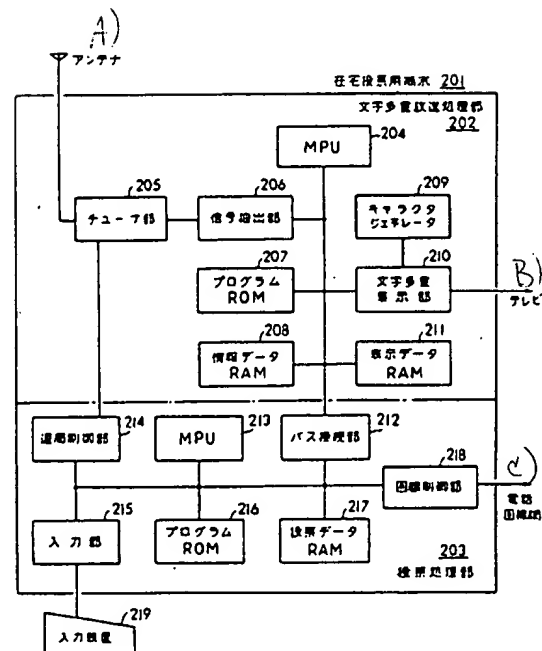 A)
アンテナ
在宅投票用端末 201
文字多重放送処理部
202
204
MPU
205
チューナ部
206
信号抽出部
209
キャラクタ
ジェネレータ
207
プログラム
ROM
210
文字多重
表示部
B)
テレビ
208
情報データ
RAM
211
表示データ
RAM
214
選局制御部
213
MPU
212
バス接続部
218
回線制御部
C)
電話
回線網
215
入力部
216
プログラム
ROM
217
投票データ
RAM
203
投票処理部
219
入力装置